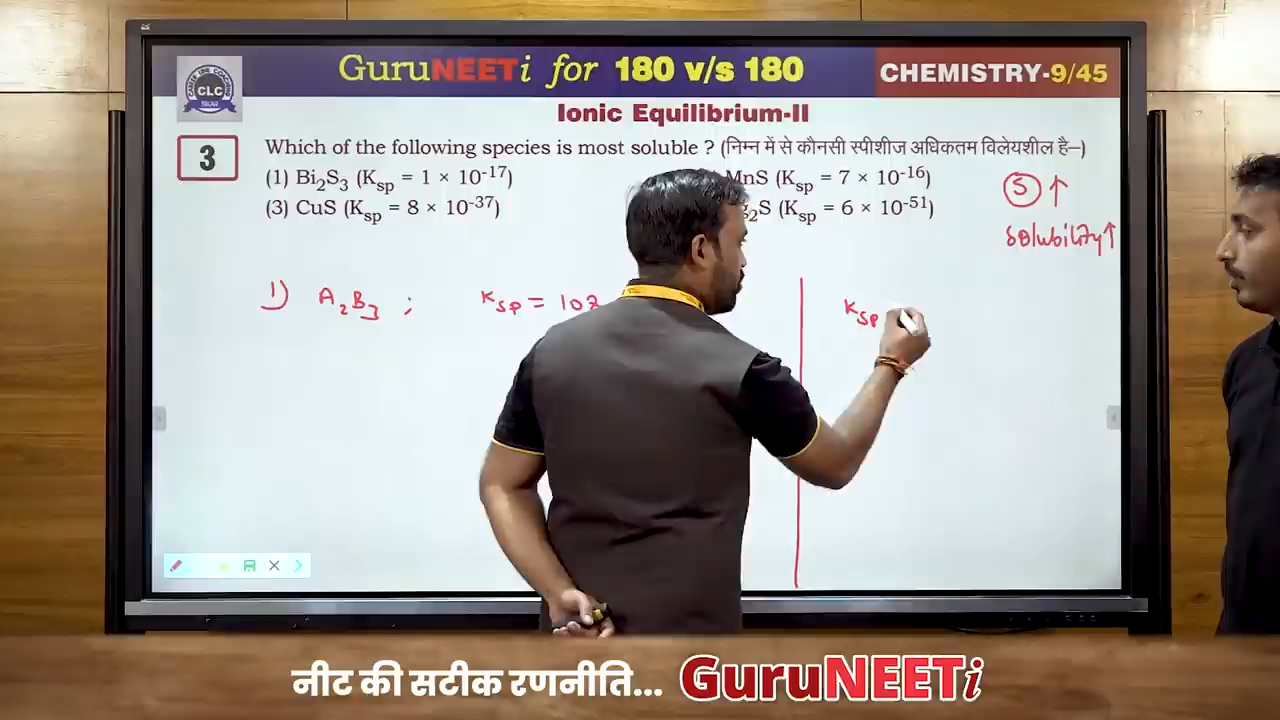 GuruNEETi for 180 v/s 180
CHEMISTRY-9/45
CLC
SIKAR
Ionic Equilibrium-II
3
Which of the following species is most soluble ? (निम्न में से कौनसी स्पीशीज अधिकतम विलेयशील है–)
(1) Bi₂S₃ (Ksp = 1 × 10⁻¹⁷)
MnS (Ksp = 7 × 10⁻¹⁶)
(3) CuS (Ksp = 8 × 10⁻³⁷)
₂S (Ksp = 6 × 10⁻⁵¹)
S ↑
solubility↑
1) A₂B₃ ; Ksp = 108
Ksp
नीट की सटीक रणनीति... GuruNEETi